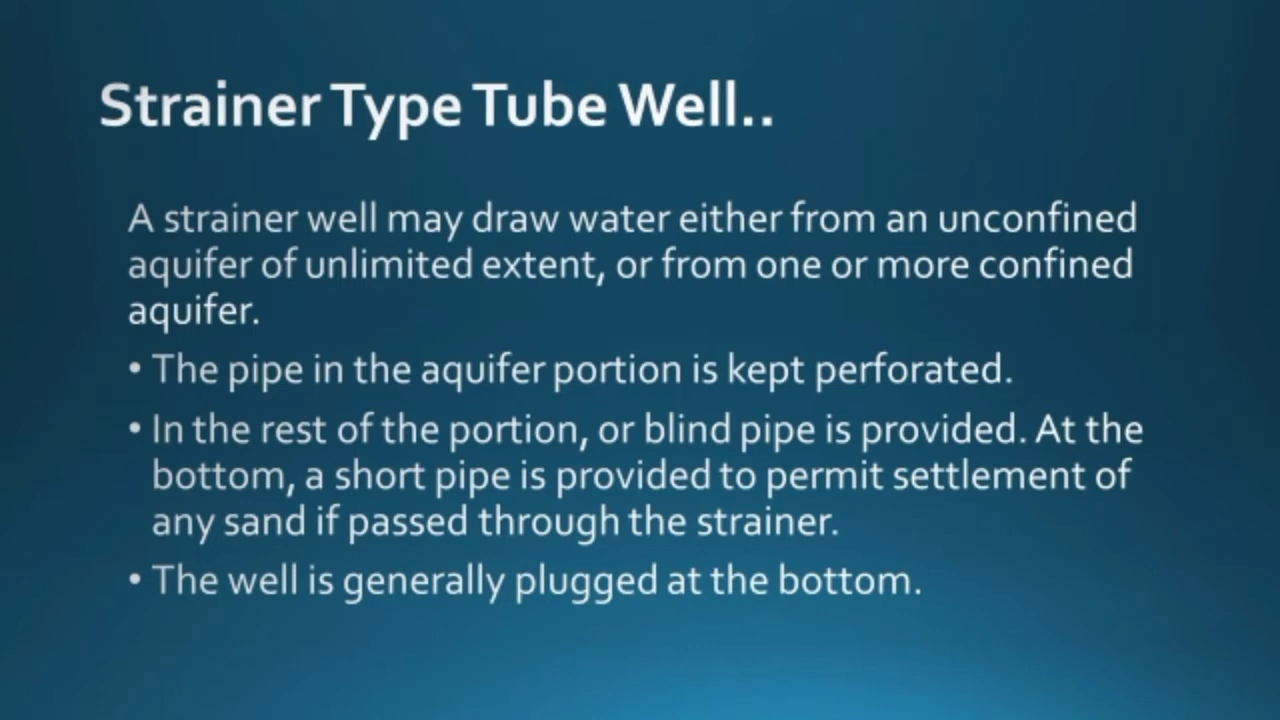 Strainer Type Tube Well..
A strainer well may draw water either from an unconfined
aquifer of unlimited extent, or from one or more confined
aquifer.
• The pipe in the aquifer portion is kept perforated.
• In the rest of the portion, or blind pipe is provided. At the
bottom, a short pipe is provided to permit settlement of
any sand if passed through the strainer.
• The well is generally plugged at the bottom.